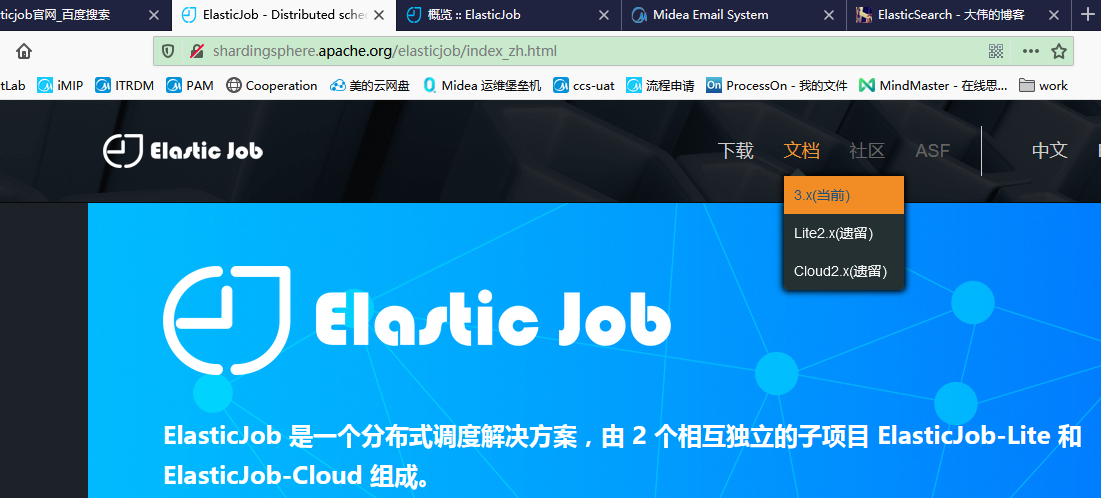 ticjob官网_百度搜索 ElasticJob - Distributed sche 概览 :: ElasticJob Midea Email System ElasticSearch - 大伟的博客
shardingsphere.apache.org/elasticjob/index_zh.html
tLab iMIP ITRDM PAM Cooperation 美的云网盘 Midea 运维堡垒机 ccs-uat 流程申请 On ProcessOn - 我的文件 MindMaster - 在线思... work
Elastic Job 下载 文档 社区 ASF 中文
3.x(当前)
Lite2.x(遗留)
Cloud2.x(遗留)
Elastic Job
ElasticJob 是一个分布式调度解决方案，由 2 个相互独立的子项目 ElasticJob-Lite 和
ElasticJob-Cloud 组成。